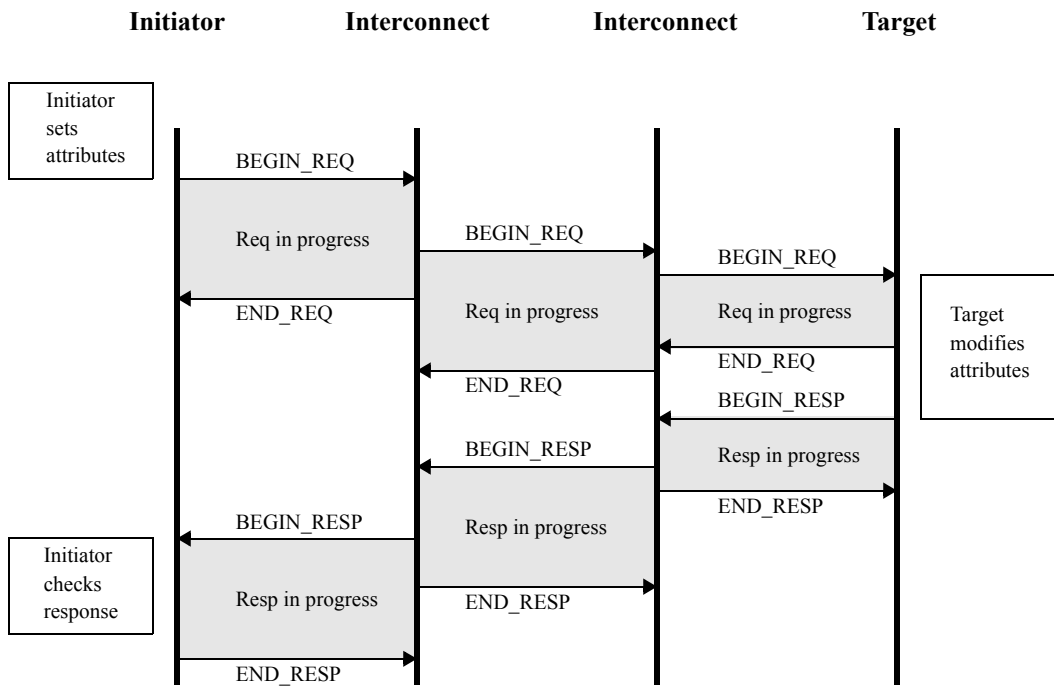 Initiator
Interconnect
Interconnect
Target
Initiator
sets
attributes
BEGIN_REQ
Req in progress
BEGIN_REQ
BEGIN_REQ
END_REQ
Req in progress
Req in progress
Target
modifies
attributes
END_REQ
END_REQ
BEGIN_RESP
BEGIN_RESP
Resp in progress
END_RESP
BEGIN_RESP
Resp in progress
Initiator
checks
response
Resp in progress
END_RESP
END_RESP